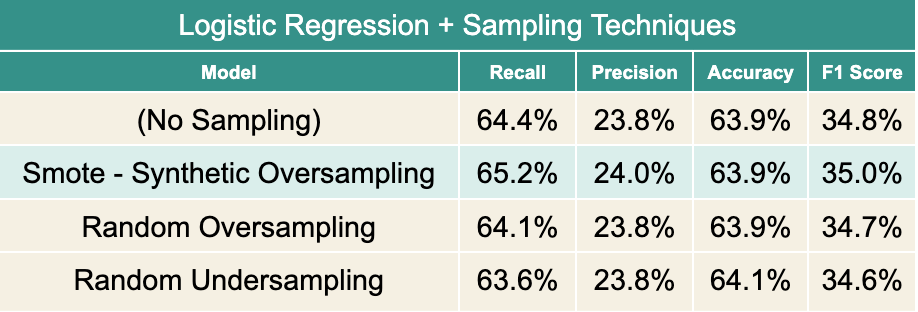 Logistic Regression + Sampling Techniques
Model Recall Precision Accuracy F1 Score
(No Sampling) 64.4% 23.8% 63.9% 34.8%
Smote - Synthetic Oversampling 65.2% 24.0% 63.9% 35.0%
Random Oversampling 64.1% 23.8% 63.9% 34.7%
Random Undersampling 63.6% 23.8% 64.1% 34.6%